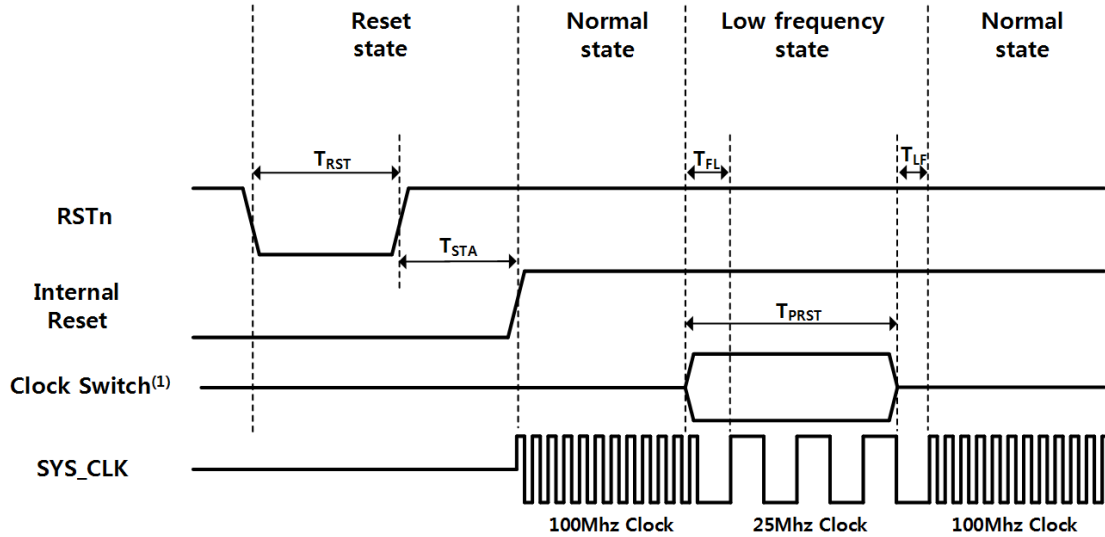 Reset
state
Normal
state
Low frequency
state
Normal
state
TRST
TFL
TLF
RSTn
TSTA
Internal
Reset
TPRST
Clock Switch(1)
SYS_CLK
100Mhz Clock
25Mhz Clock
100Mhz Clock